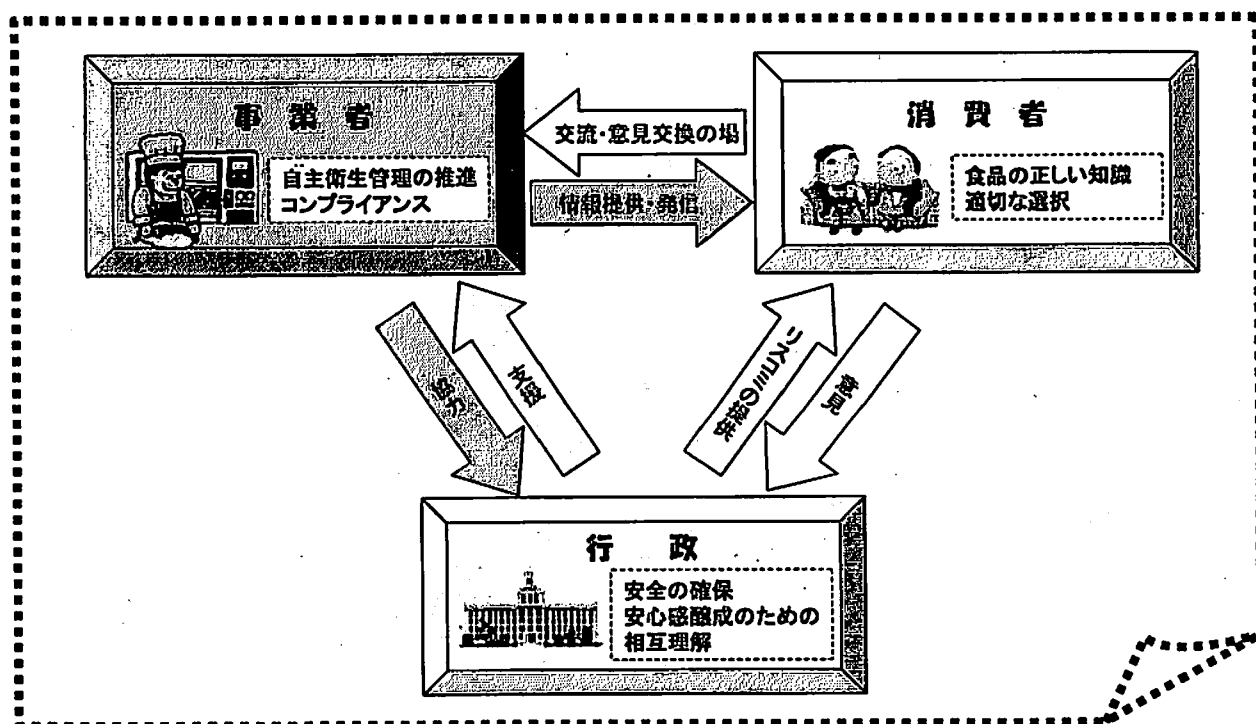 事業者
自主衛生管理の推進
コンプライアンス
交流・意見交換の場
情報提供・発信
消費者
食品の正しい知識
適切な選択
協力
支援
リスコミの推進
意見
行政
安全の確保
安心感醸成のための
相互理解